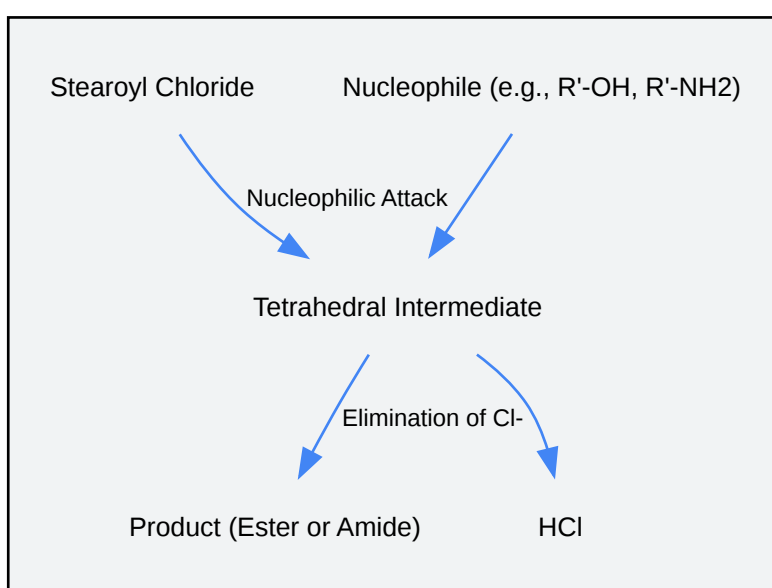 Stearoyl Chloride
Nucleophile (e.g., R'-OH, R'-NH2)
Nucleophilic Attack
Tetrahedral Intermediate
Elimination of Cl-
Product (Ester or Amide)
HCl